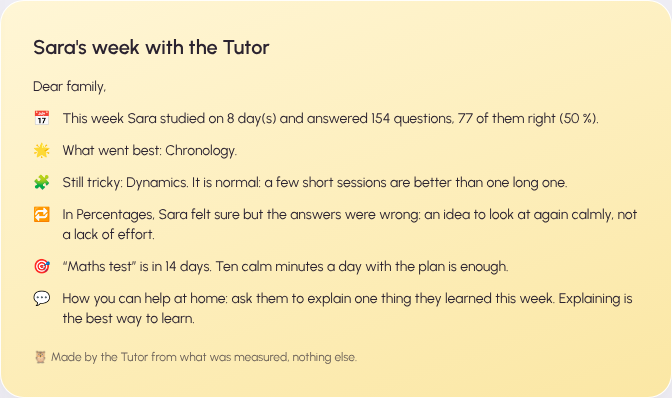 Sara's week with the Tutor
Dear family,
📅 This week Sara studied on 8 day(s) and answered 154 questions, 77 of them right (50 %).
🌟 What went best: Chronology.
🧩 Still tricky: Dynamics. It is normal: a few short sessions are better than one long one.
🔁 In Percentages, Sara felt sure but the answers were wrong: an idea to look at again calmly, not
a lack of effort.
🎯 “Maths test” is in 14 days. Ten calm minutes a day with the plan is enough.
💬 How you can help at home: ask them to explain one thing they learned this week. Explaining is
the best way to learn.
🦉 Made by the Tutor from what was measured, nothing else.